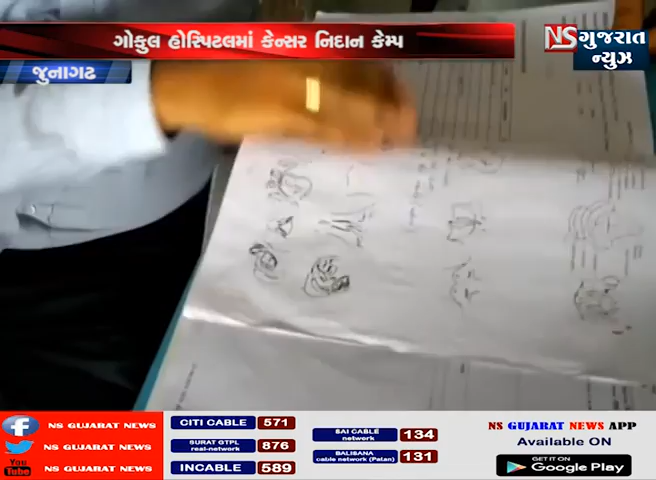 ગોકુલ હોસ્પિટલમાં કેન્સર નિદાન કેમ્પ
NS ગુજરાત
ન્યુઝ
જુનાગઢ
NS GUJARAT NEWS
NS GUJARAT NEWS
You
Tube
NS GUJARAT NEWS
CITI CABLE 571
SURAT GTPL
real-network 876
INCABLE 589
SAI CABLE
network 134
BALISANA
cable network (Patan) 131
NS GUJARAT NEWS APP
Available ON
GET IT ON
Google Play